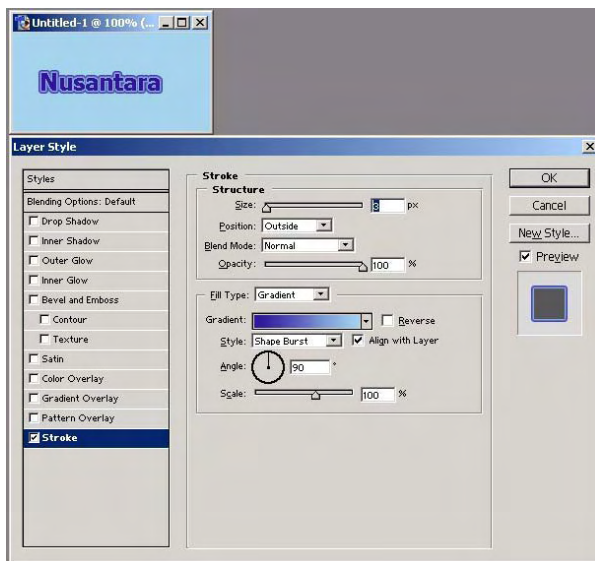 Untitled-1 @ 100% (...
Nusantara
Layer Style
Styles
Blending Options: Default
Drop Shadow
Inner Shadow
Outer Glow
Inner Glow
Bevel and Emboss
Contour
Texture
Satin
Color Overlay
Gradient Overlay
Pattern Overlay
Stroke
Stroke
Structure
Size: 3 px
Position: Outside
Blend Mode: Normal
Opacity: 100 %
Fill Type: Gradient
Gradient: Reverse
Style: Shape Burst Align with Layer
Angle: 90 °
Scale: 100 %
OK
Cancel
New Style...
Preview